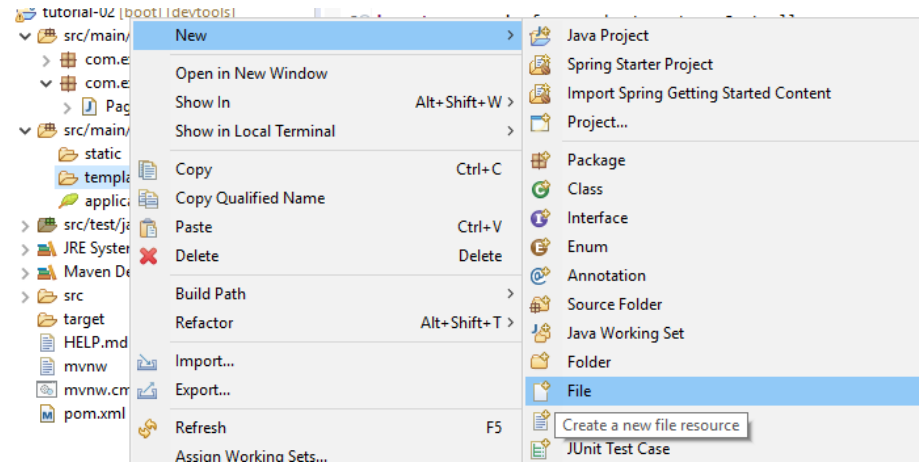 tutorial-02 [boot] [devtools]
src/main/
com.e
com.e
Pag
src/main/
static
templa
applica
src/test/ja
JRE System
Maven De
src
target
HELP.md
mvnw
mvnw.cm
pom.xml
New
Open in New Window
Show In Alt+Shift+W >
Show in Local Terminal
Copy Ctrl+C
Copy Qualified Name
Paste Ctrl+V
Delete Delete
Build Path
Refactor Alt+Shift+T >
Import...
Export...
Refresh F5
Assign Working Sets...
Java Project
Spring Starter Project
Import Spring Getting Started Content
Project...
Package
Class
Interface
Enum
Annotation
Source Folder
Java Working Set
Folder
File
Create a new file resource
JUnit Test Case